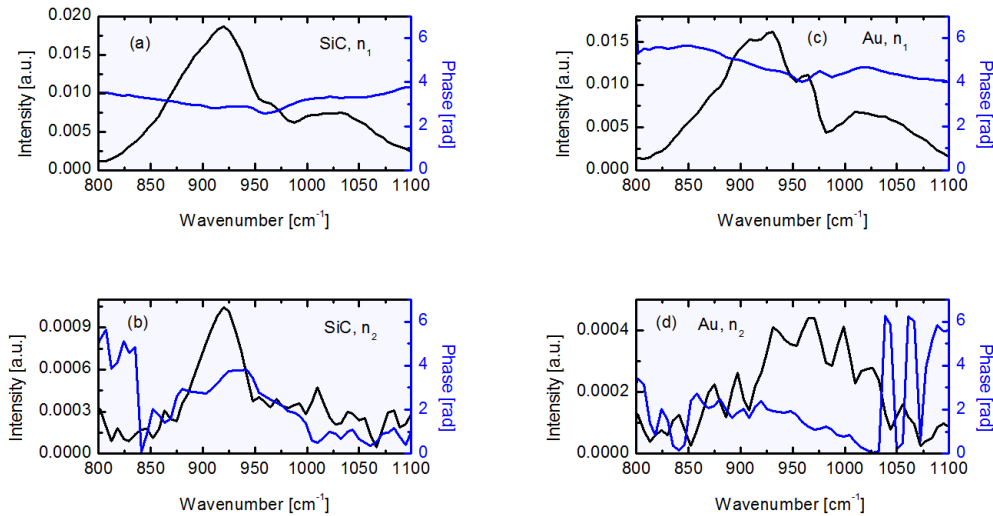 (a)
SiC, n1
0.020
0.015
0.010
0.005
0.000
Intensity [a.u.]
6
4
2
0
Phase [rad]
800 850 900 950 1000 1050 1100
Wavenumber [cm-1]
(c)
Au, n1
0.015
0.010
0.005
0.000
Intensity [a.u.]
6
4
2
0
Phase [rad]
800 850 900 950 1000 1050 1100
Wavenumber [cm-1]
(b)
SiC, n2
0.0009
0.0006
0.0003
0.0000
Intensity [a.u.]
6
4
2
0
Phase [rad]
800 850 900 950 1000 1050 1100
Wavenumber [cm-1]
(d)
Au, n2
0.0004
0.0002
0.0000
Intensity [a.u.]
6
4
2
0
Phase [rad]
800 850 900 950 1000 1050 1100
Wavenumber [cm-1]